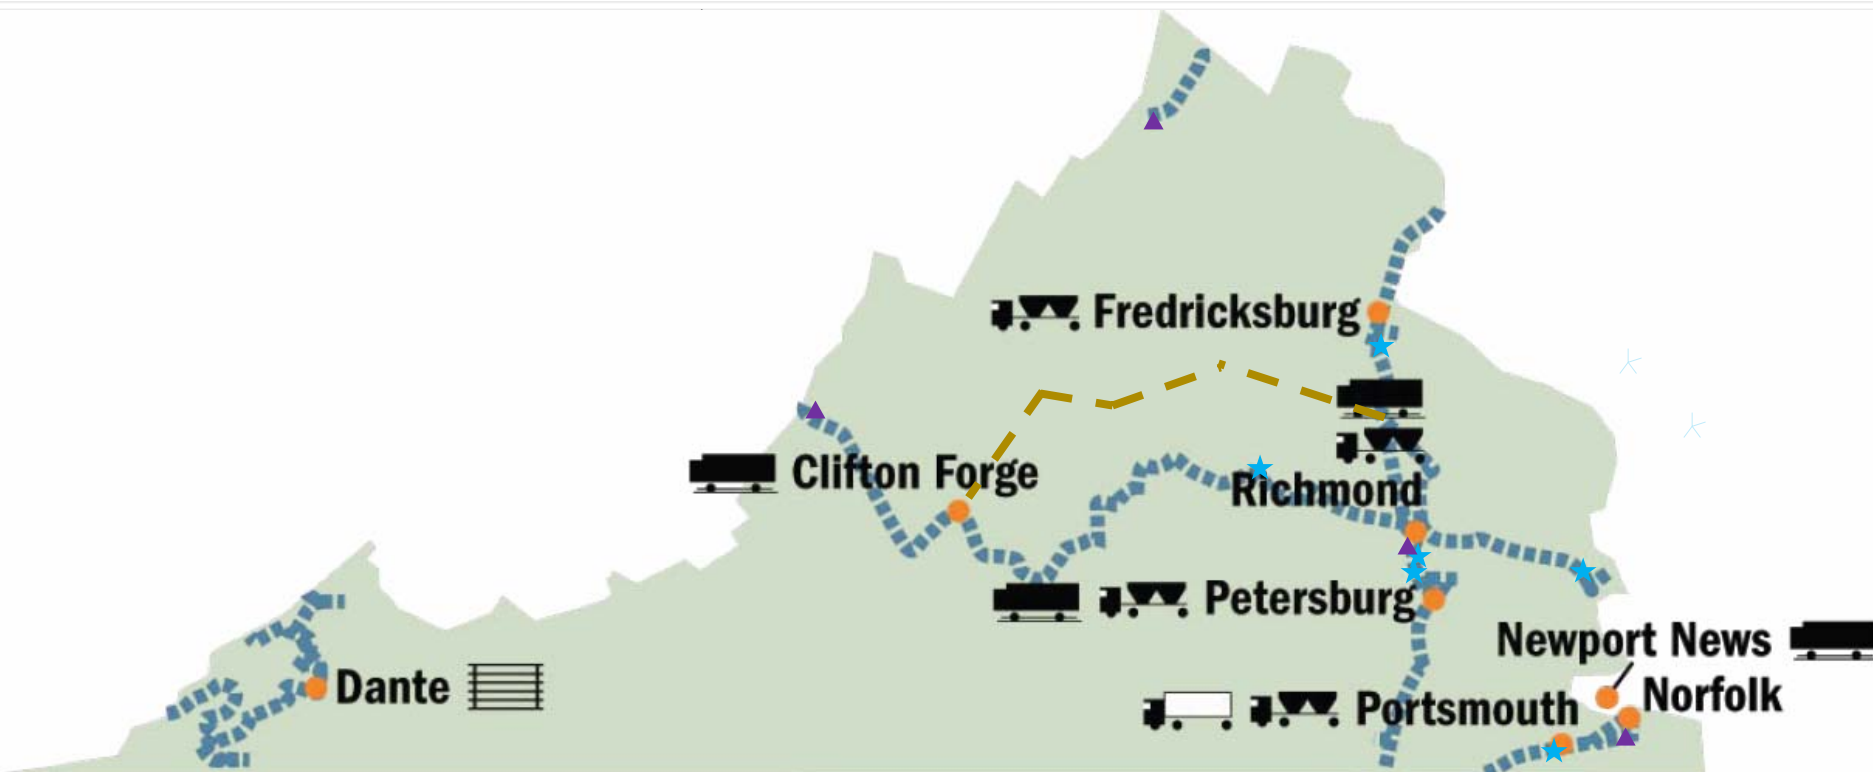 Fredricksburg
Clifton Forge
Richmond
Petersburg
Newport News
Dante
Norfolk
Portsmouth